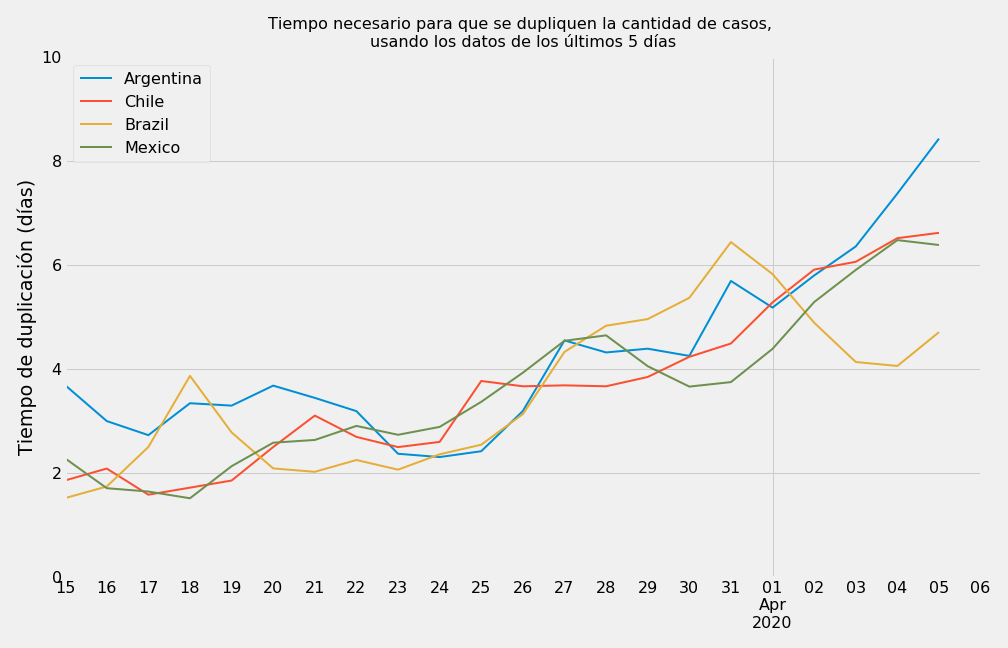 Tiempo necesario para que se dupliquen la cantidad de casos,
usando los datos de los últimos 5 días
Argentina
Chile
Brazil
Mexico
Tiempo de duplicación (días)
10
8
6
4
2
0
15 16 17 18 19 20 21 22 23 24 25 26 27 28 29 30 31 01 02 03 04 05 06
Apr
2020